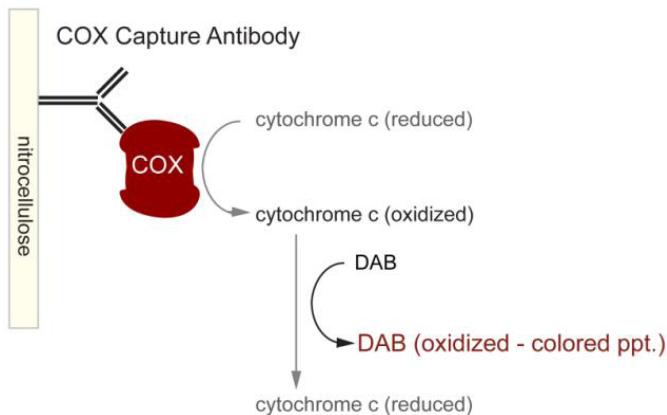 COX Capture Antibody
nitrocellulose
cytochrome c (reduced)
COX
cytochrome c (oxidized)
DAB
DAB (oxidized - colored ppt.)
cytochrome c (reduced)